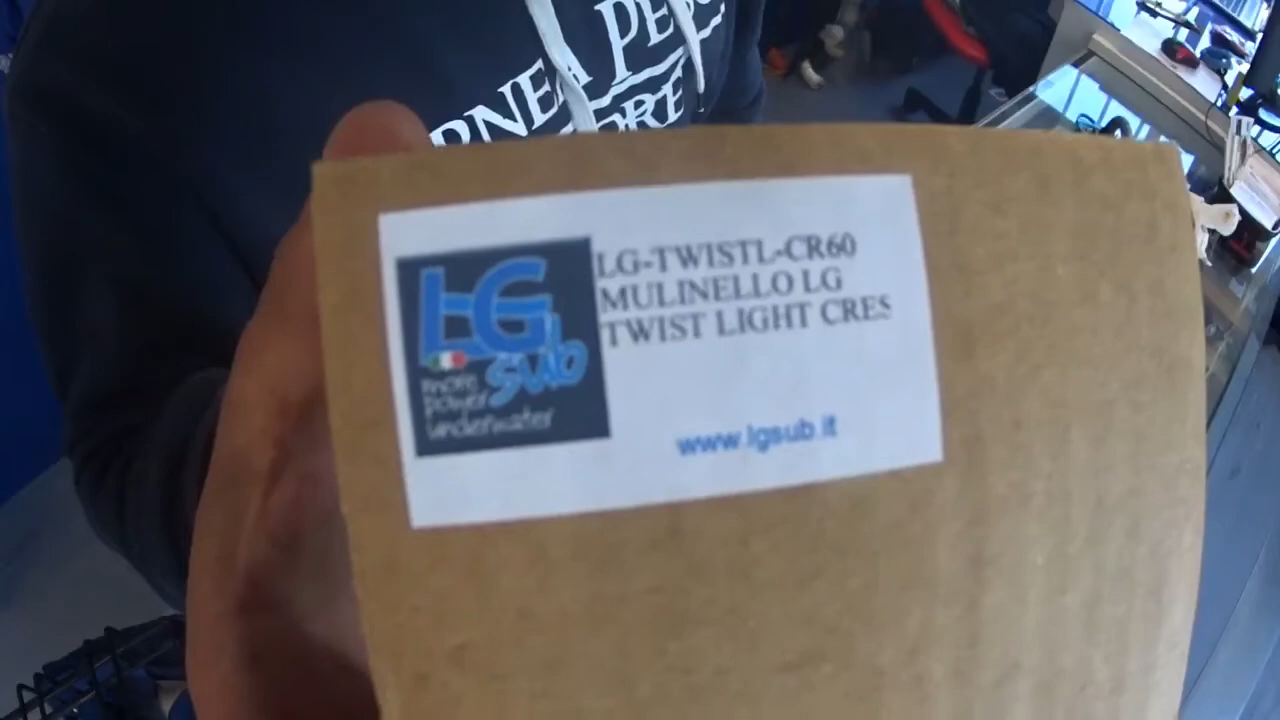 LG-TWISTL-CR60
MULINELLO LG
TWIST LIGHT CRES
LG
sub
more
power
underwater
www.lgsub.it